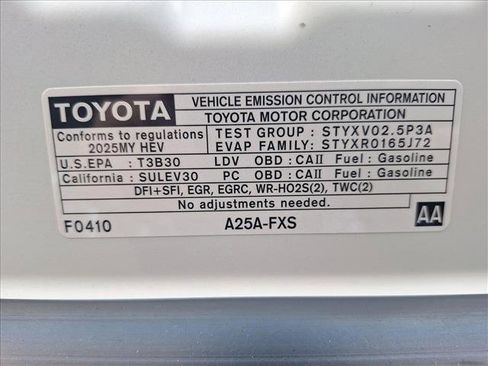 TOYOTA
VEHICLE EMISSION CONTROL INFORMATION
TOYOTA MOTOR CORPORATION
Conforms to regulations
2025MY HEV
TEST GROUP : STYXV02.5P3A
EVAP FAMILY: STYXR0165J72
U.S.EPA : T3B30 LDV OBD : CAII Fuel : Gasoline
California : SULEV30 PC OBD : CAII Fuel : Gasoline
DFI+SFI, EGR, EGRC, WR-HO2S(2), TWC(2)
No adjustments needed.
F0410 A25A-FXS AA